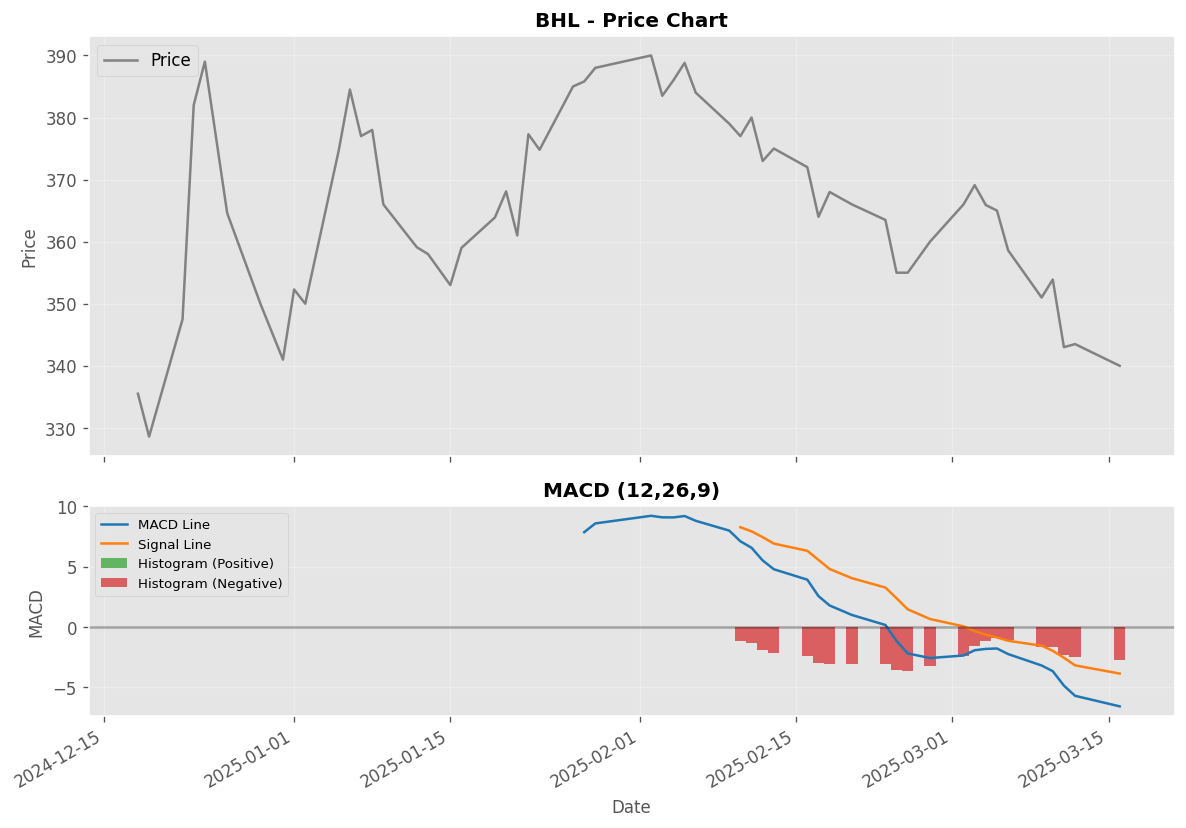 BHL - Price Chart
Price
390
380
370
360
350
340
330
Price
MACD (12,26,9)
MACD Line
Signal Line
Histogram (Positive)
Histogram (Negative)
10
5
0
−5
MACD
2024-12-15
2025-01-01
2025-01-15
2025-02-01
2025-02-15
2025-03-01
2025-03-15
Date